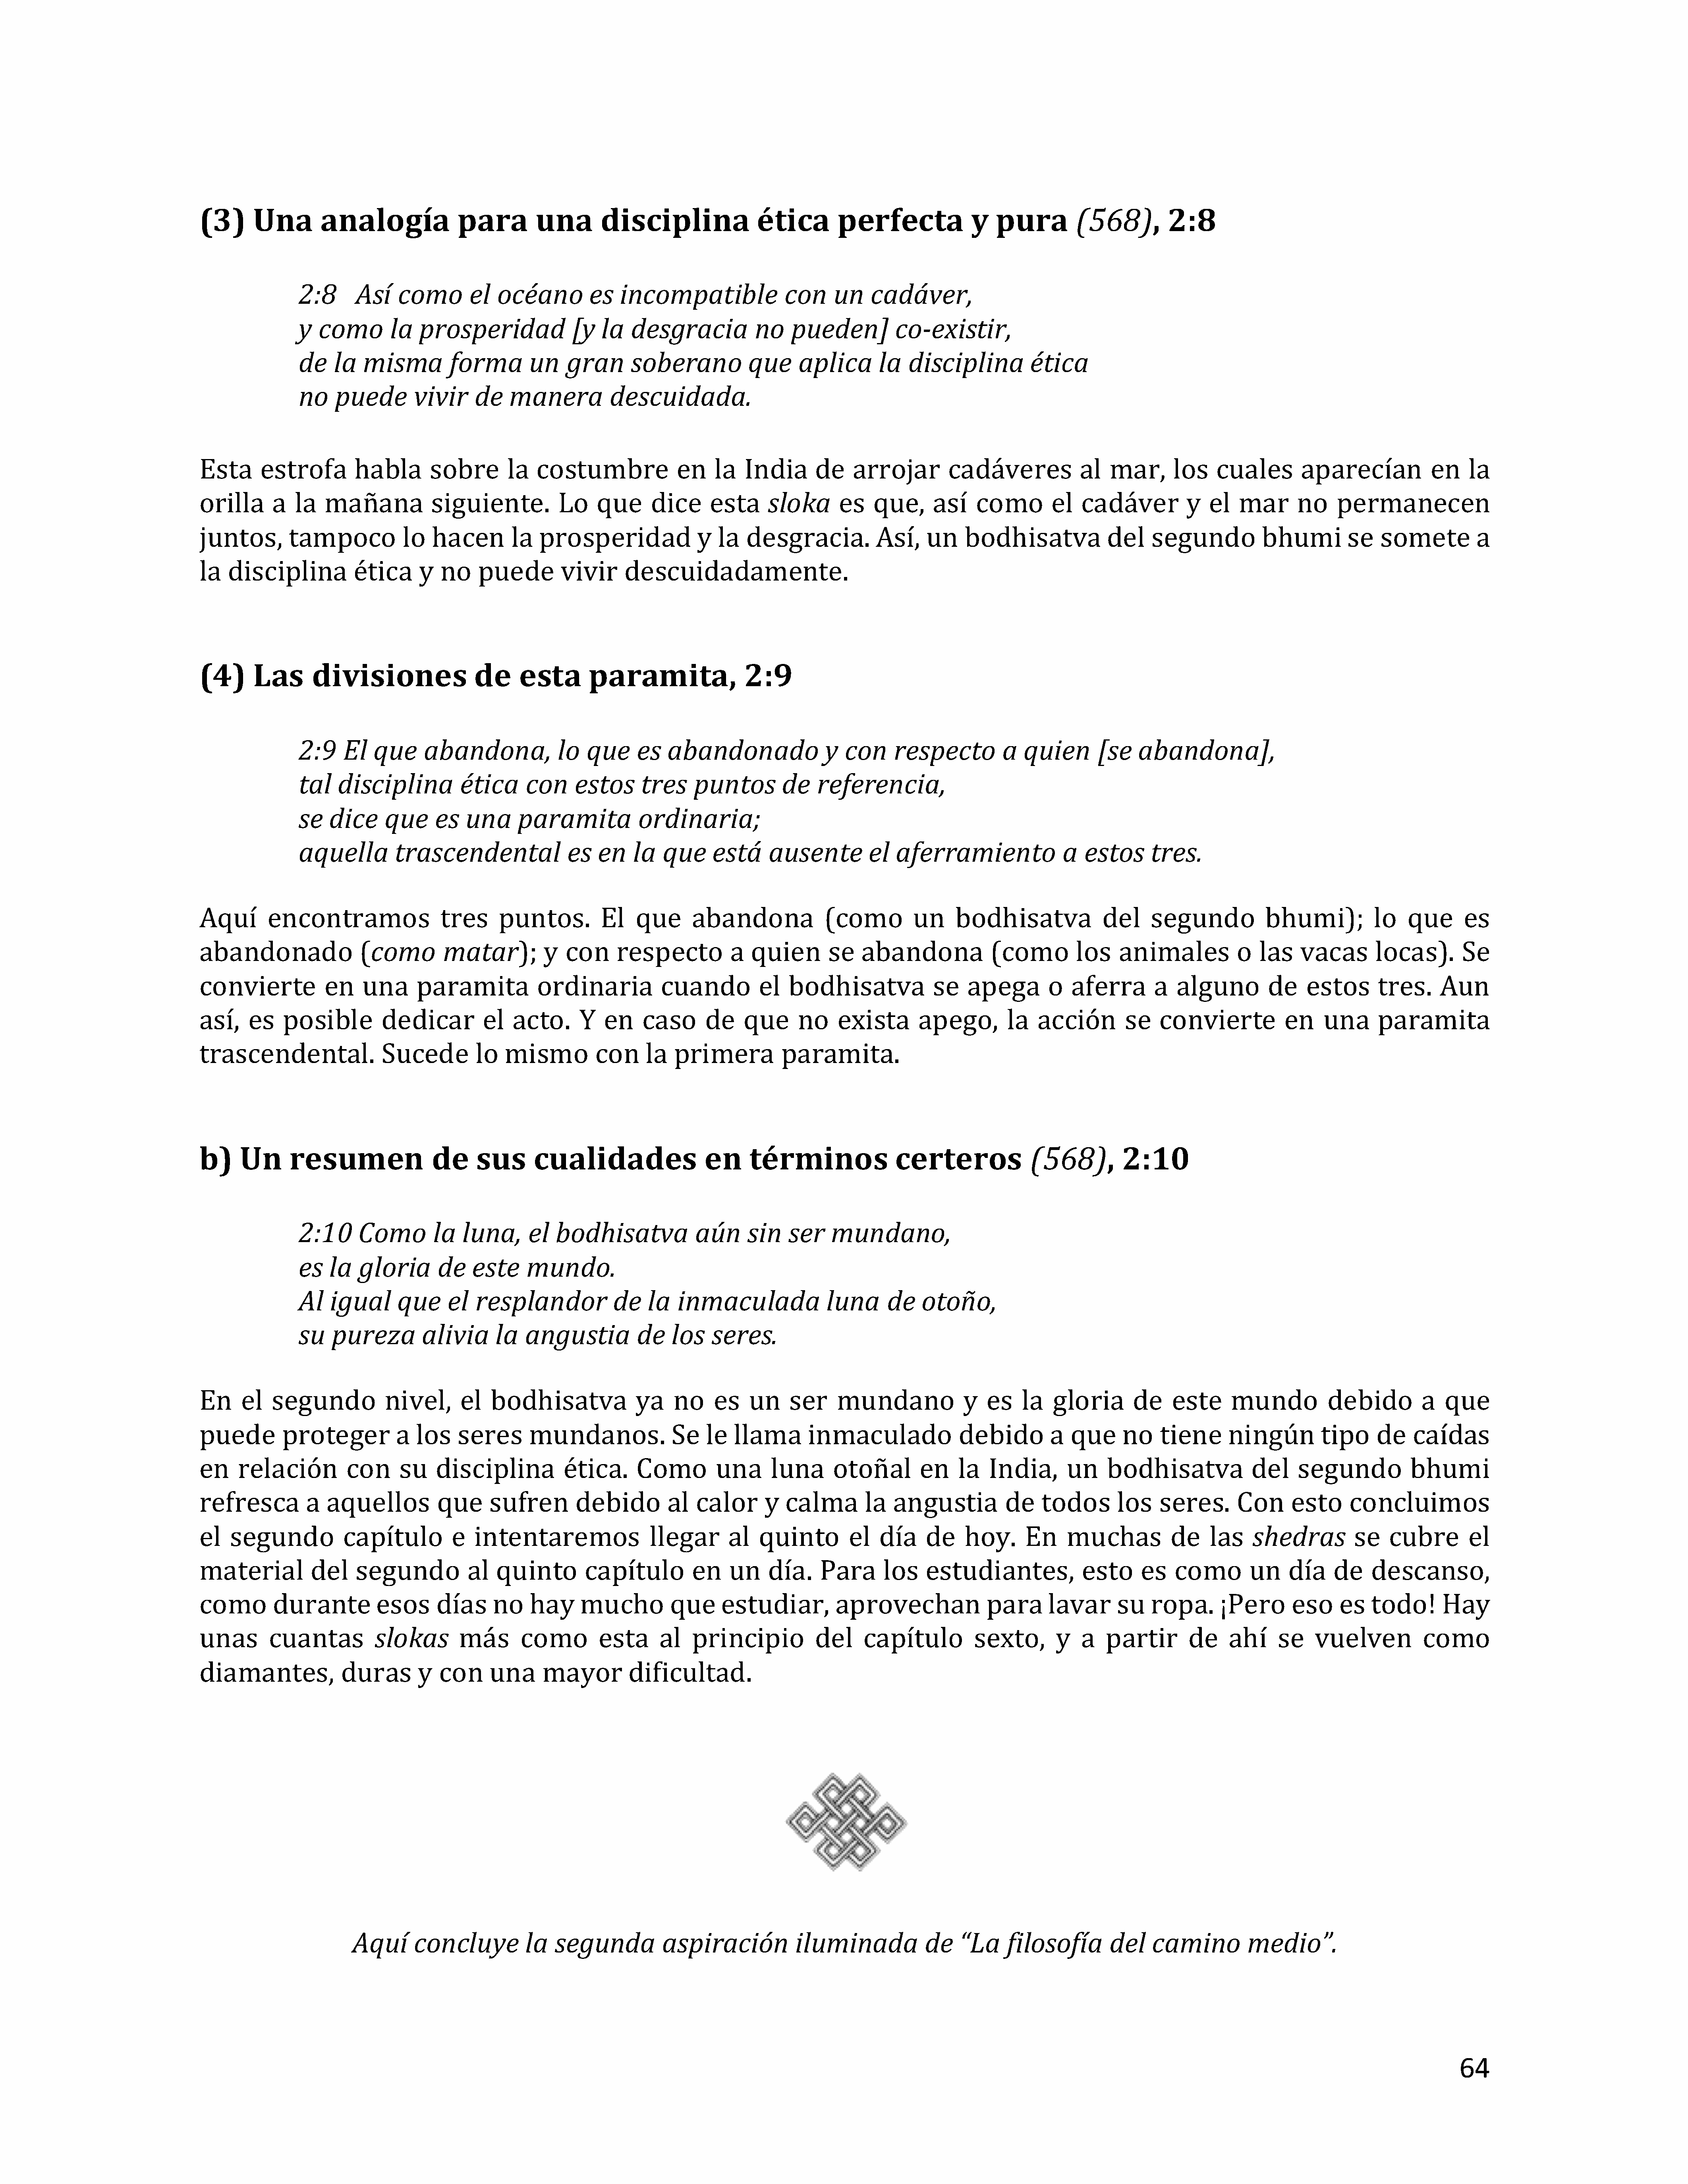 (3) Una analogía para una disciplina ética perfecta y pura (568), 2:8
2:8 Así como el océano es incompatible con un cadáver,
y como la prosperidad [y la desgracia no pueden] co-existir,
de la misma forma un gran soberano que aplica la disciplina ética
no puede vivir de manera descuidada.
Esta estrofa habla sobre la costumbre en la India de arrojar cadáveres al mar, los cuales aparecían en la
orilla a la mañana siguiente. Lo que dice esta sloka es que, así como el cadáver y el mar no permanecen
juntos, tampoco lo hacen la prosperidad y la desgracia. Así, un bodhisatva del segundo bhumi se somete a
la disciplina ética y no puede vivir descuidadamente.
(4) Las divisiones de esta paramita, 2:9
2:9 El que abandona, lo que es abandonado y con respecto a quien [se abandona],
tal disciplina ética con estos tres puntos de referencia,
se dice que es una paramita ordinaria;
aquella trascendental es en la que está ausente el aferramiento a estos tres.
Aquí encontramos tres puntos. El que abandona (como un bodhisatva del segundo bhumi); lo que es
abandonado (como matar); y con respecto a quien se abandona (como los animales o las vacas locas). Se
convierte en una paramita ordinaria cuando el bodhisatva se apega o aferra a alguno de estos tres. Aun
así, es posible dedicar el acto. Y en caso de que no exista apego, la acción se convierte en una paramita
trascendental. Sucede lo mismo con la primera paramita.
b) Un resumen de sus cualidades en términos certeros (568), 2:10
2:10 Como la luna, el bodhisatva aún sin ser mundano,
es la gloria de este mundo.
Al igual que el resplandor de la inmaculada luna de otoño,
su pureza alivia la angustia de los seres.
En el segundo nivel, el bodhisatva ya no es un ser mundano y es la gloria de este mundo debido a que
puede proteger a los seres mundanos. Se le llama inmaculado debido a que no tiene ningún tipo de caídas
en relación con su disciplina ética. Como una luna otoñal en la India, un bodhisatva del segundo bhumi
refresca a aquellos que sufren debido al calor y calma la angustia de todos los seres. Con esto concluimos
el segundo capítulo e intentaremos llegar al quinto el día de hoy. En muchas de las shedras se cubre el
material del segundo al quinto capítulo en un día. Para los estudiantes, esto es como un día de descanso,
como durante esos días no hay mucho que estudiar, aprovechan para lavar su ropa. ¡Pero eso es todo! Hay
unas cuantas slokas más como esta al principio del capítulo sexto, y a partir de ahí se vuelven como
diamantes, duras y con una mayor dificultad.
Aquí concluye la segunda aspiración iluminada de “La filosofía del camino medio”.
64